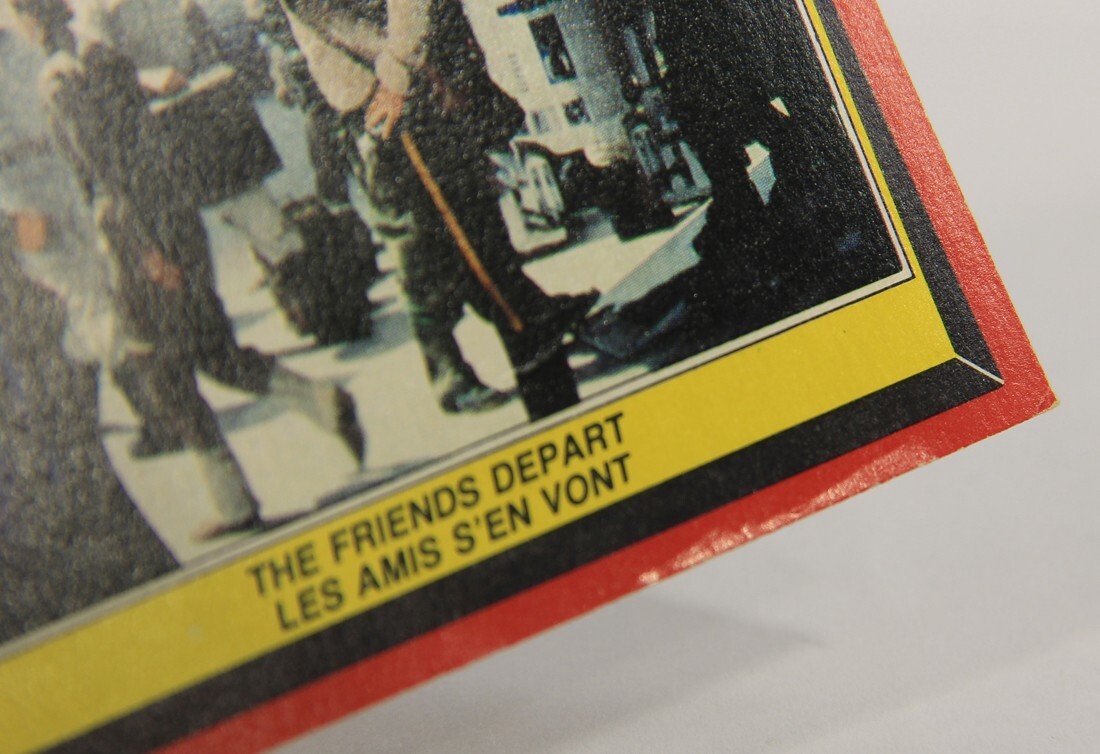 THE FRIENDS DEPART
LES AMIS S'EN VONT